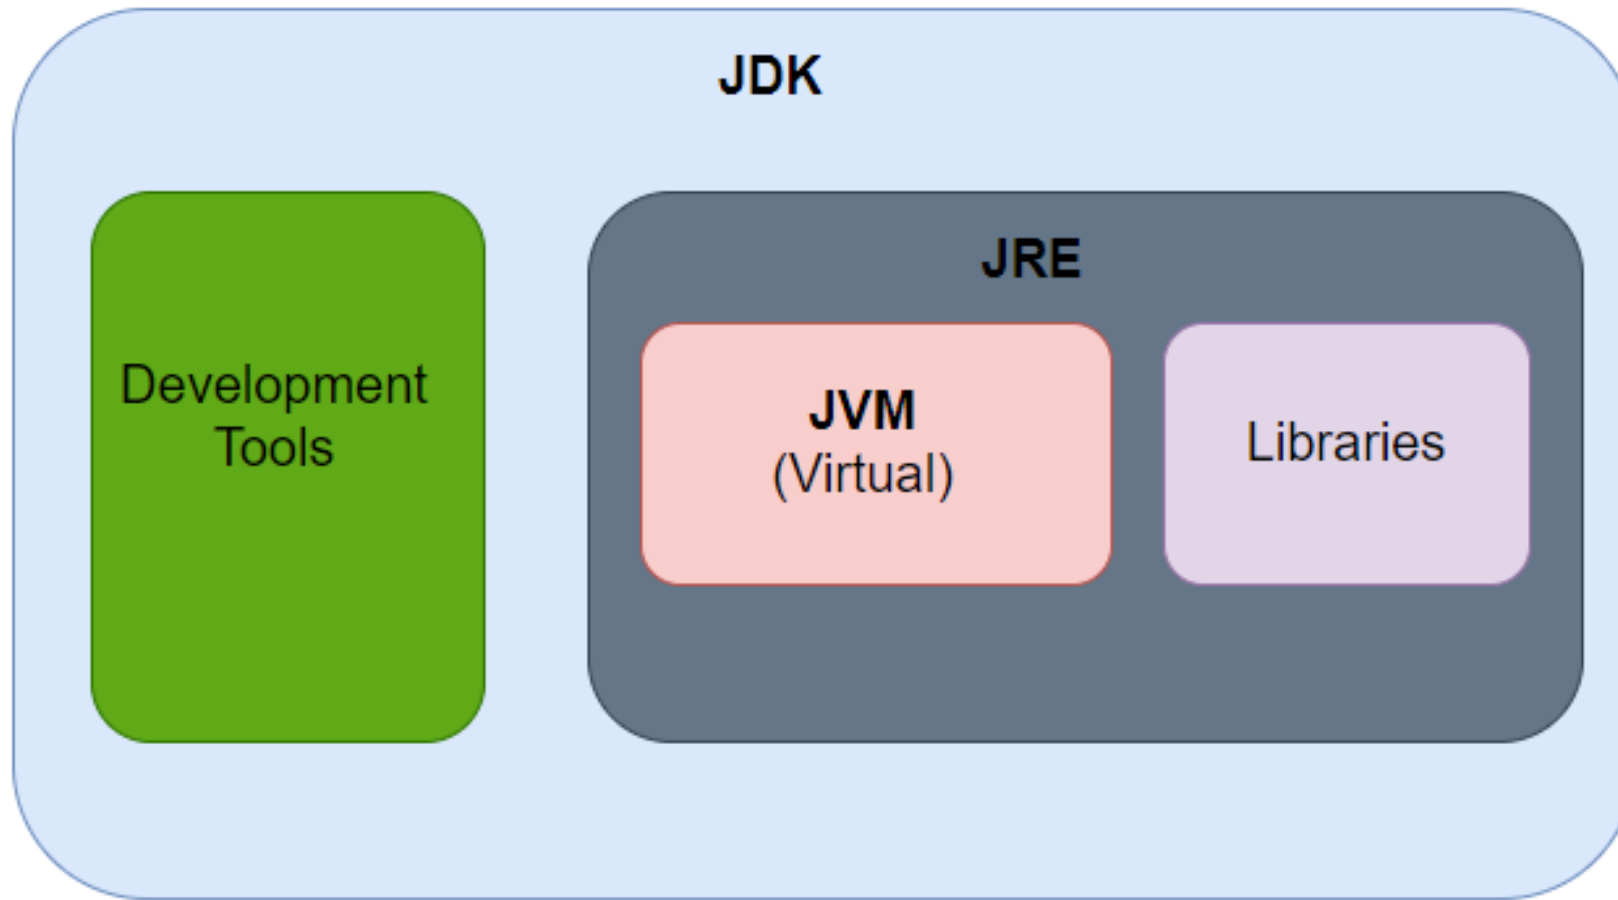 JDK
Development
Tools
JRE
JVM
(Virtual)
Libraries